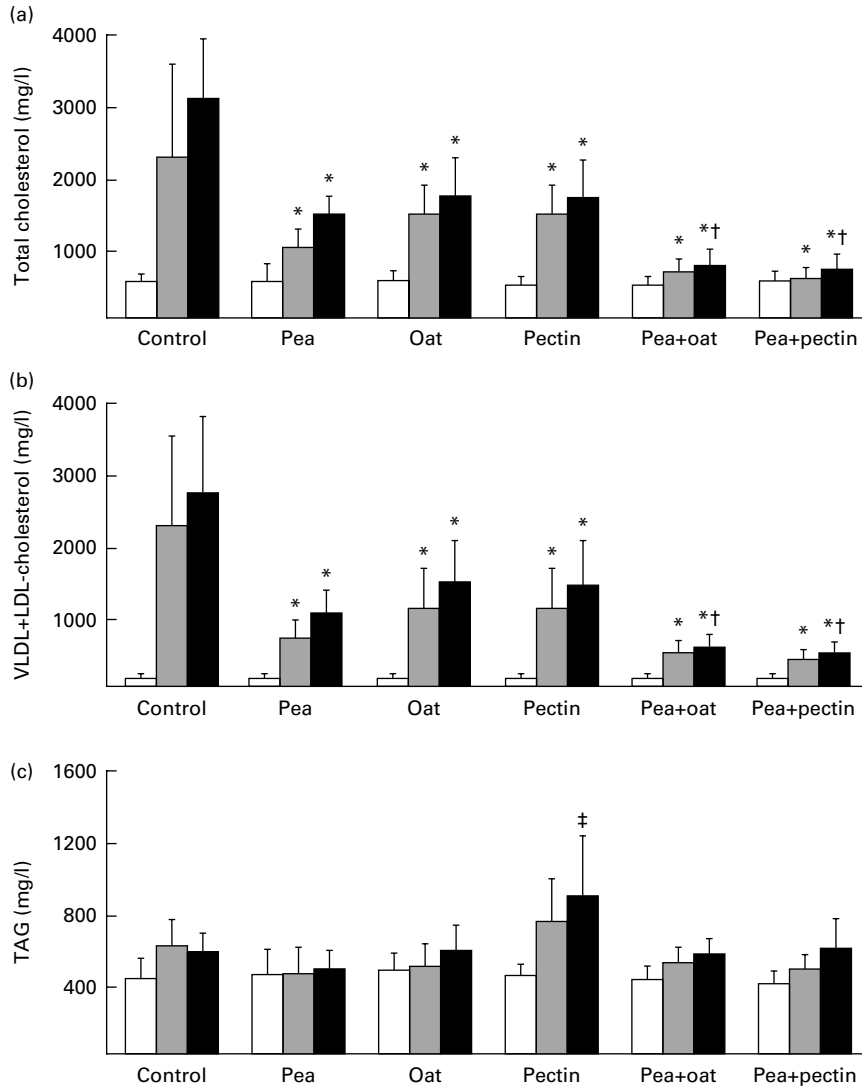 (a)
Total cholesterol (mg/l)
4000
3000
2000
1000
* * * * * * * *† * *†
Control Pea Oat Pectin Pea+oat Pea+pectin
(b)
VLDL+LDL-cholesterol (mg/l)
4000
3000
2000
1000
* * * * * * * *† * *†
Control Pea Oat Pectin Pea+oat Pea+pectin
(c)
TAG (mg/l)
1600
1200
800
400
‡
Control Pea Oat Pectin Pea+oat Pea+pectin